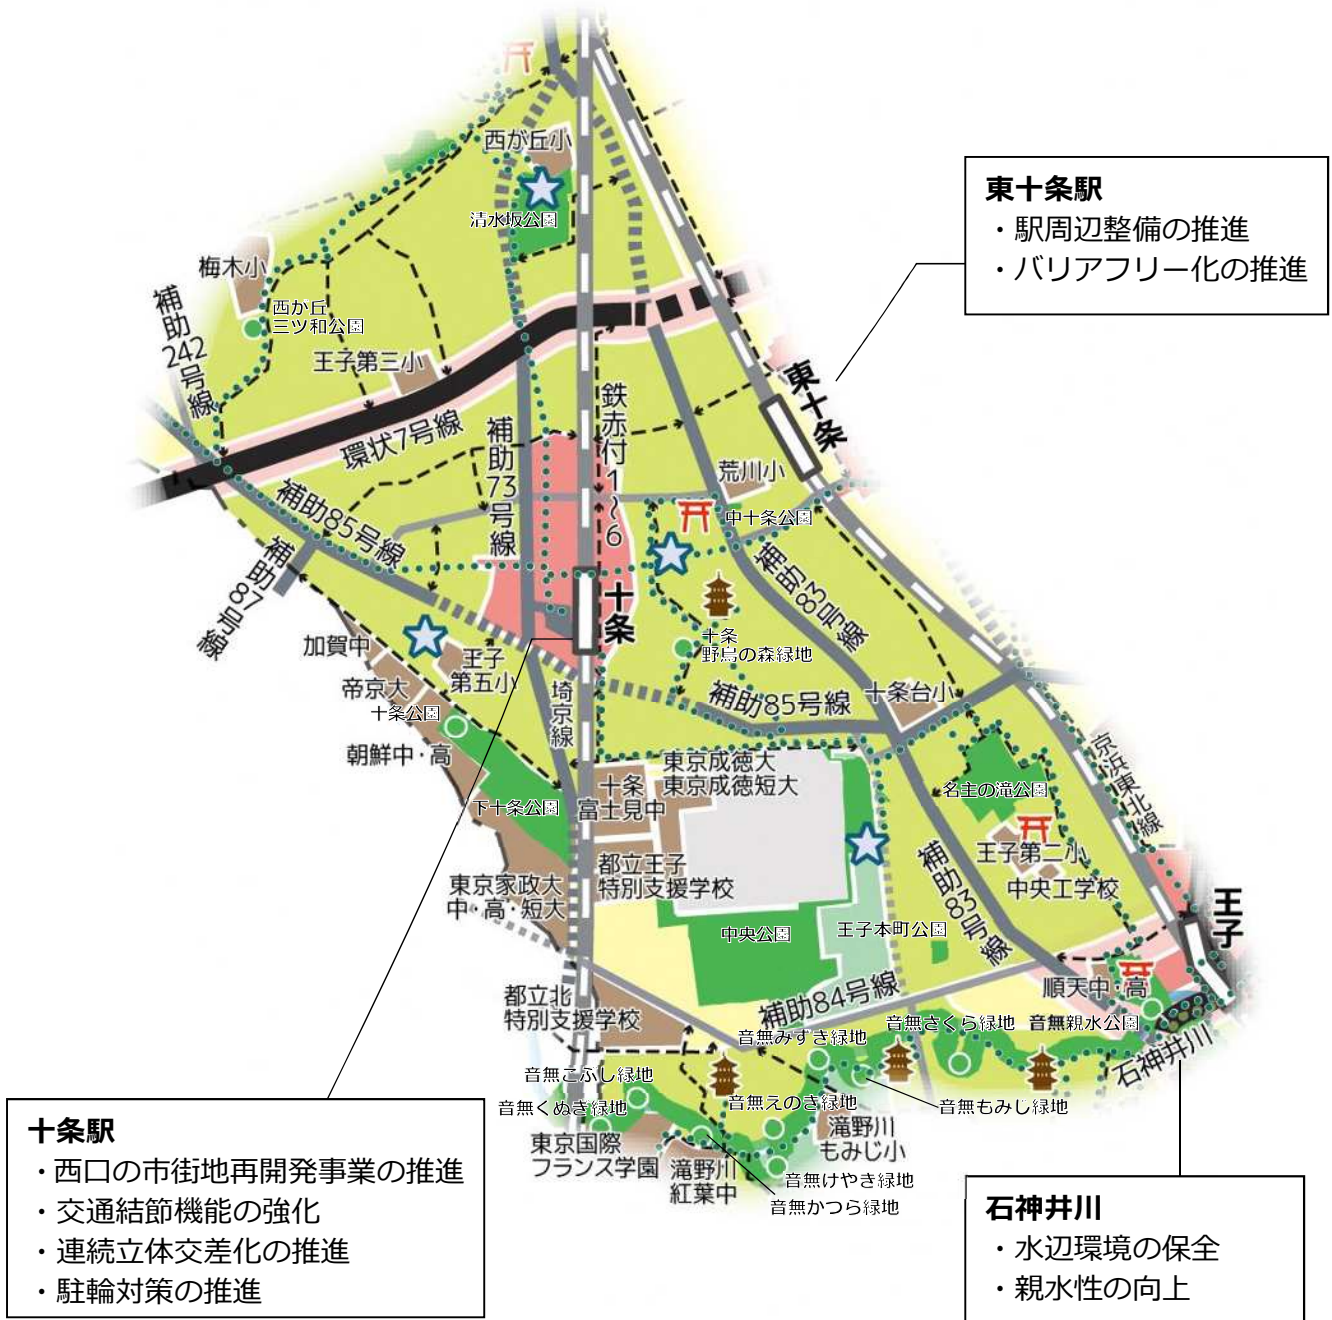 西が丘小
清水坂公園
東十条駅
・駅周辺整備の推進
・バリアフリー化の推進
梅木小
補助242号線
西が丘
三ツ和公園
王子第三小
環状7号線
補助73号線
鉄赤付1～6
東十条
荒川小
中十条公園
補助85号線
補助87号線
補助83号線
十条
十条
野鳥の森緑地
加賀中
帝京大
十条公園
朝鮮中・高
王子
第五小
埼京線
補助85号線
十条台小
京浜東北線
東京成徳大
東京成徳短大
十条
富士見中
下十条公園
名主の滝公園
王子第二小
中央工学校
都立王子
特別支援学校
東京家政大
中・高・短大
補助83号線
王子
中央公園
王子本町公園
順天中・高
都立北
特別支援学校
補助84号線
音無みずき緑地
音無さくら緑地
音無親水公園
石神井川
音無こぶし緑地
音無くぬぎ緑地
音無えのき緑地
音無もみじ緑地
東京国際
フランス学園
滝野川
紅葉中
滝野川
もみじ小
音無けやき緑地
音無かつら緑地
十条駅
・西口の市街地再開発事業の推進
・交通結節機能の強化
・連続立体交差化の推進
・駐輪対策の推進
石神井川
・水辺環境の保全
・親水性の向上